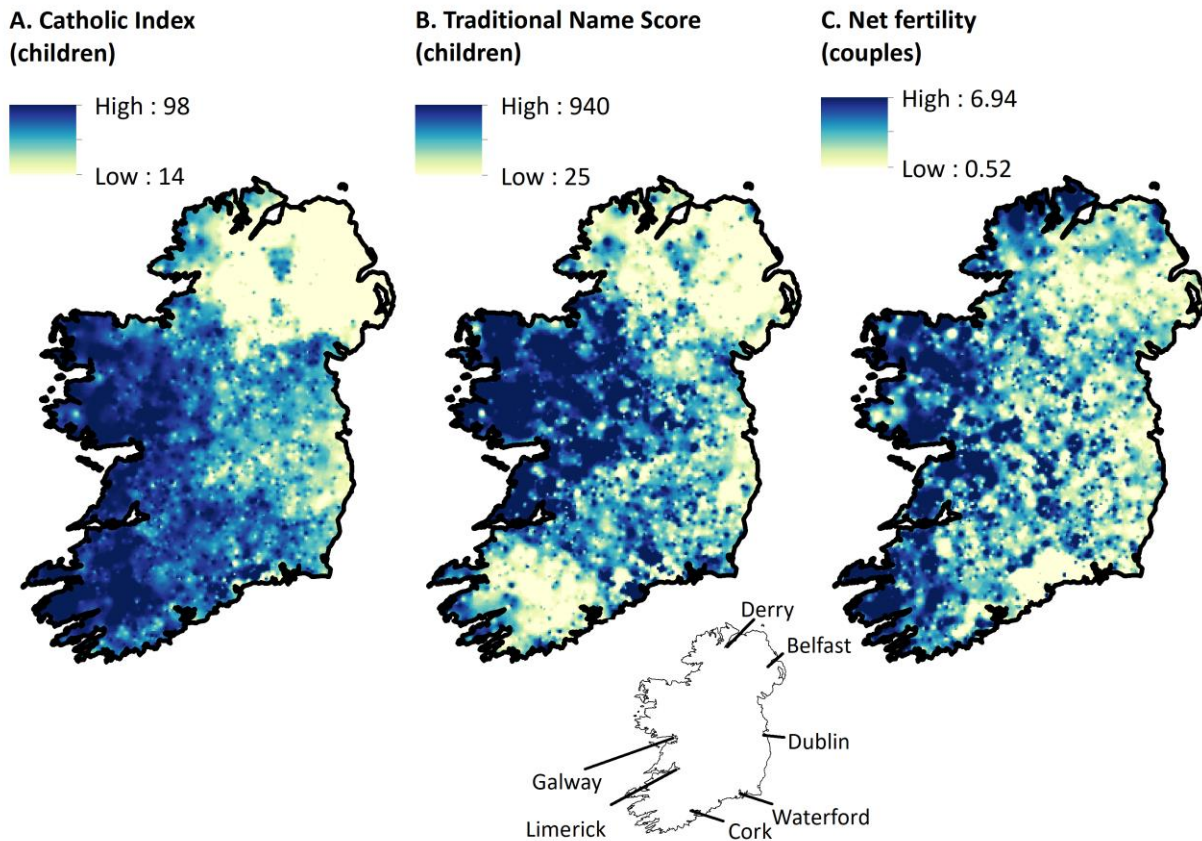 A. Catholic Index
(children)
High : 98
Low : 14
B. Traditional Name Score
(children)
High : 940
Low : 25
C. Net fertility
(couples)
High : 6.94
Low : 0.52
Derry
Belfast
Dublin
Galway
Waterford
Limerick
Cork